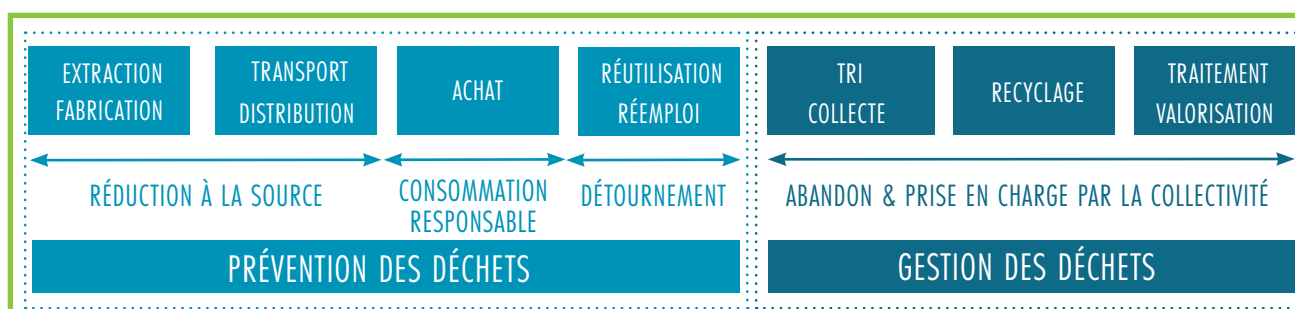 EXTRACTION
FABRICATION
TRANSPORT
DISTRIBUTION
ACHAT
RÉUTILISATION
RÉEMPLOI
TRI
COLLECTE
RECYCLAGE
TRAITEMENT
VALORISATION
RÉDUCTION À LA SOURCE
CONSOMMATION
RESPONSABLE
DÉTOURNEMENT
ABANDON & PRISE EN CHARGE PAR LA COLLECTIVITÉ
PRÉVENTION DES DÉCHETS
GESTION DES DÉCHETS